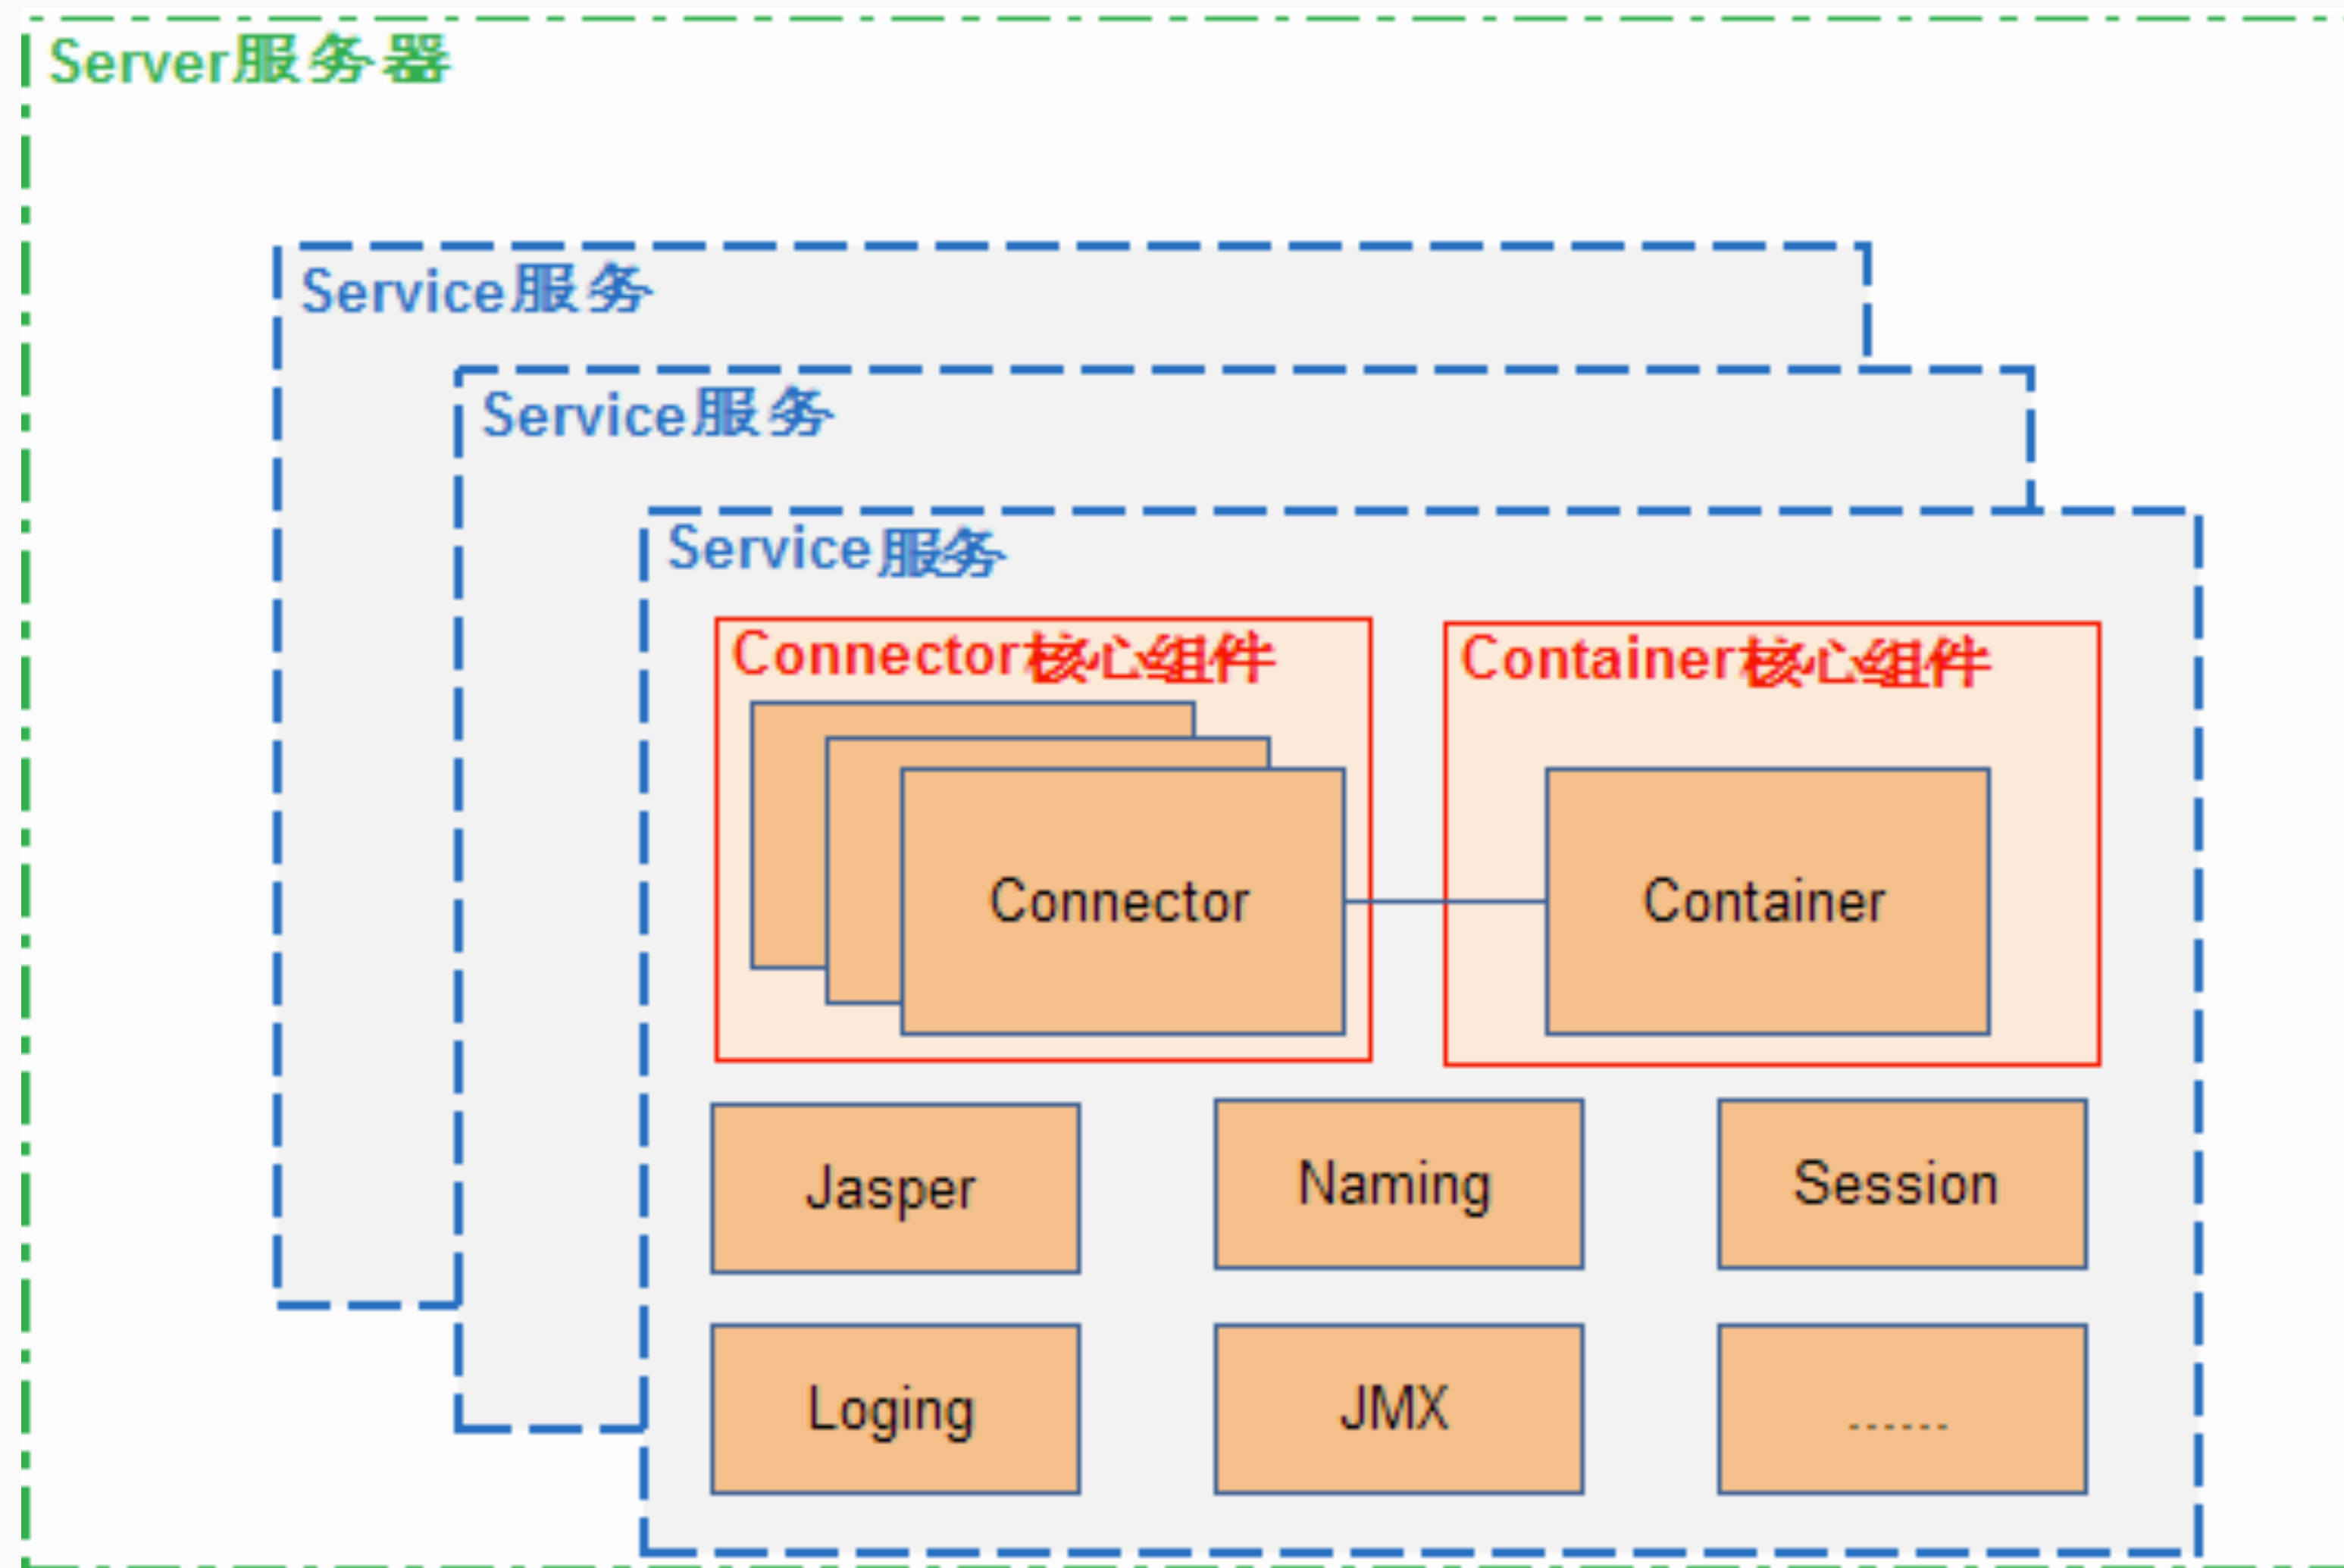 Server服务器
Service服务
Service服务
Service服务
Connector核心组件
Container核心组件
Connector
Container
Jasper
Naming
Session
Loging
JMX
......